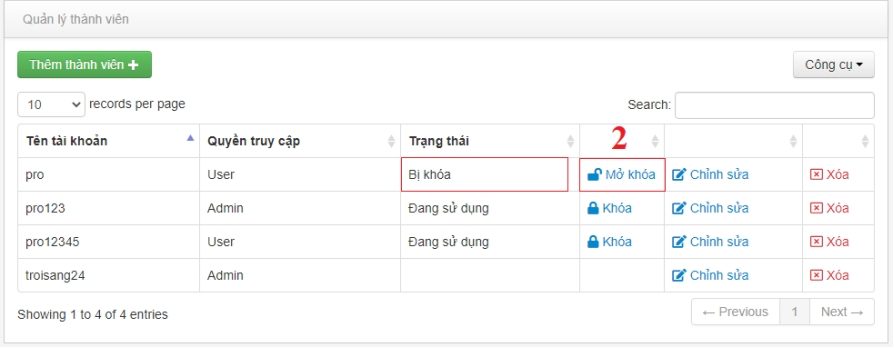 Quản lý thành viên
Thêm thành viên
Công cụ
10 records per page
Search:
Tên tài khoản Quyền truy cập Trạng thái 2
pro User Bị khóa Mở khóa Chỉnh sửa Xóa
pro123 Admin Đang sử dụng Khóa Chỉnh sửa Xóa
pro12345 User Đang sử dụng Khóa Chỉnh sửa Xóa
troisang24 Admin Chỉnh sửa Xóa
Showing 1 to 4 of 4 entries
← Previous 1 Next →